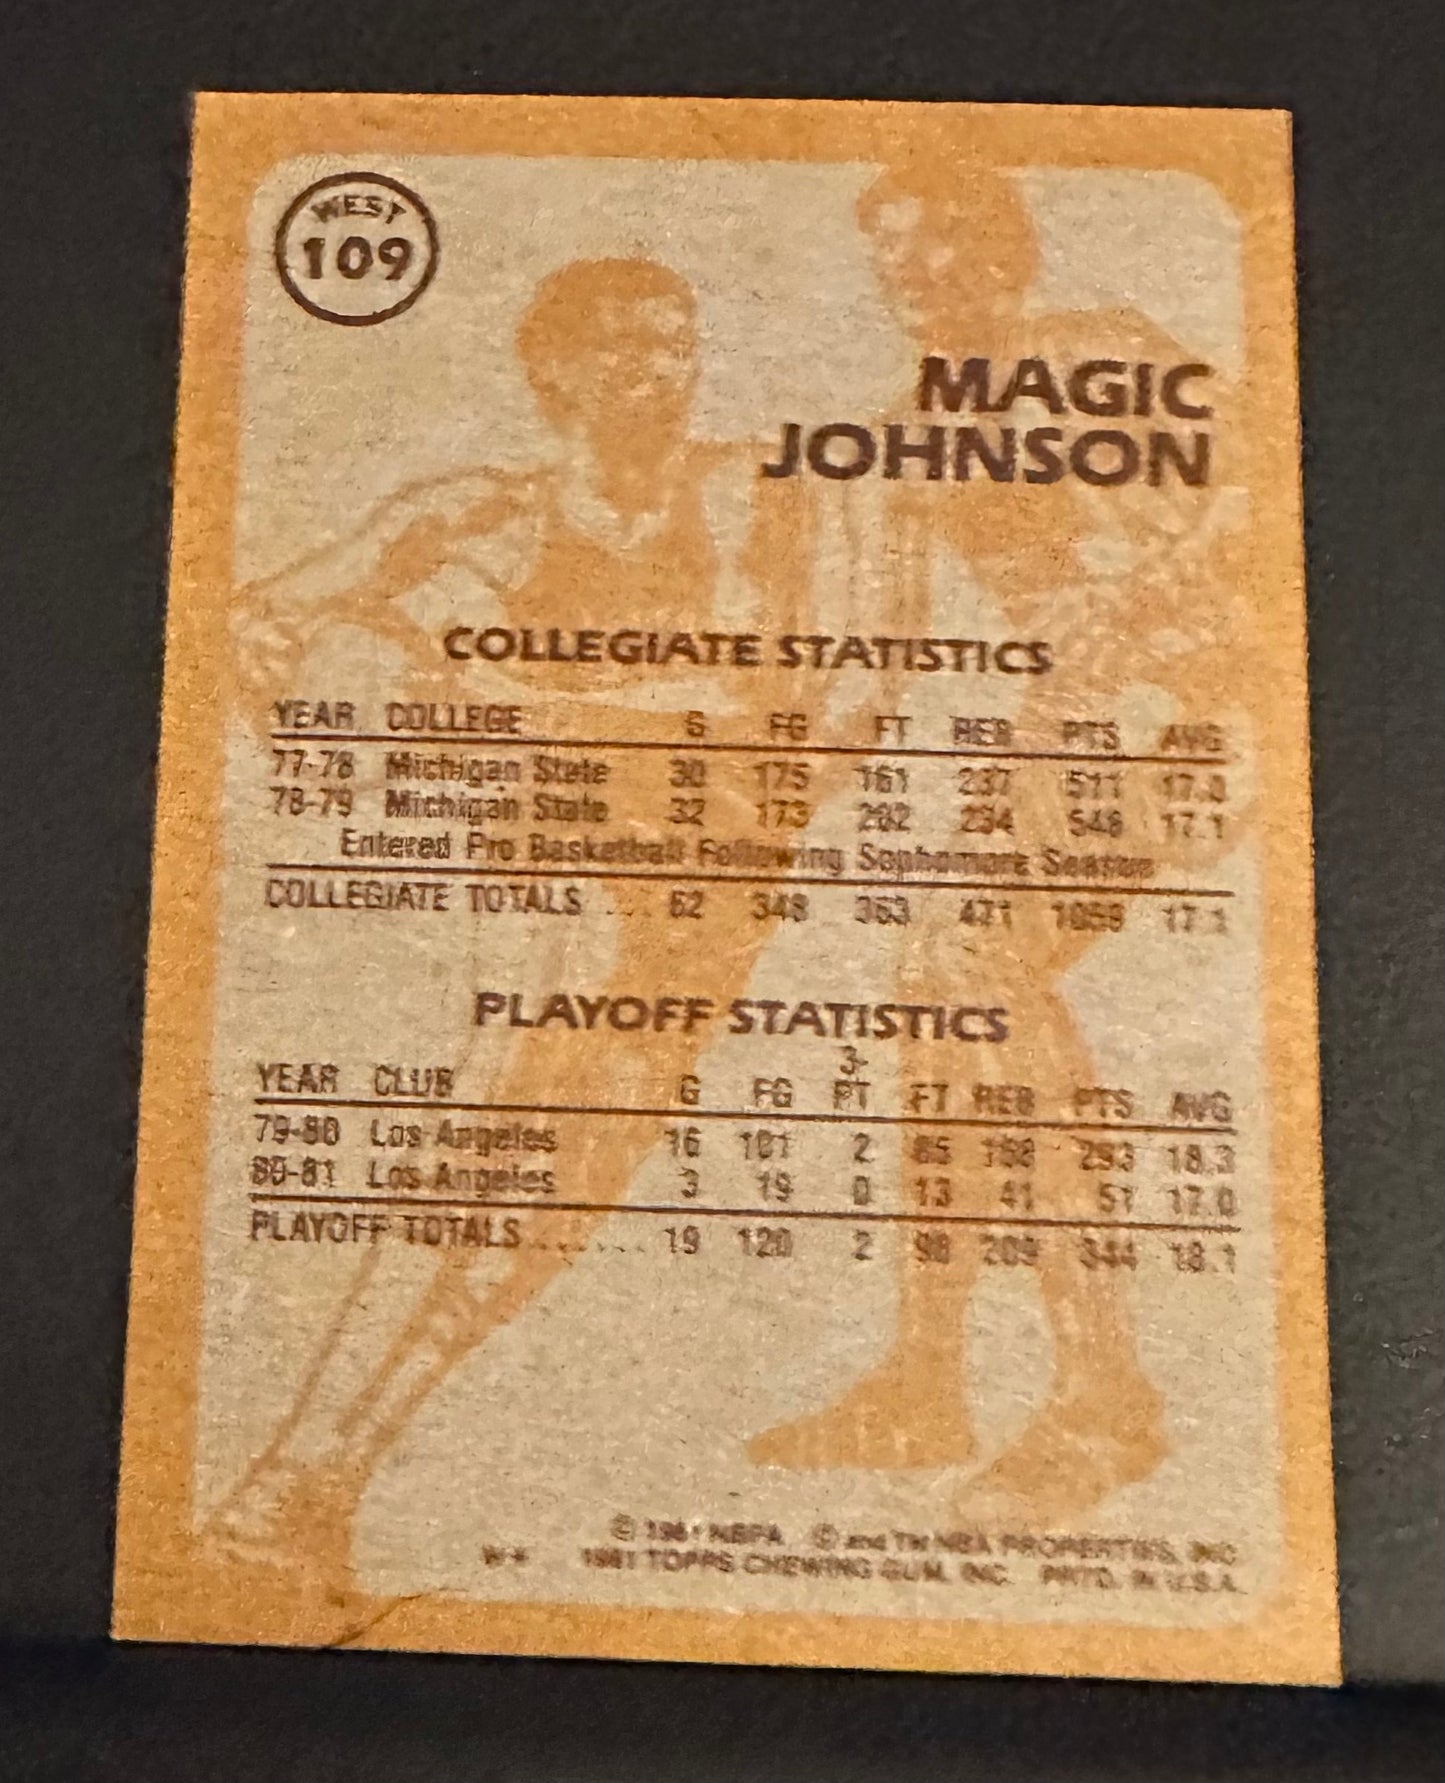 WEST
109
MAGIC
JOHNSON
COLLEGIATE STATISTICS
YEAR COLLEGE G FG FT REB PTS AVG
77-78 Michigan State 30 175 161 237 511 17.0
78-79 Michigan State 32 173 202 234 548 17.1
Entered Pro Basketball Following Sophomore Season
COLLEGIATE TOTALS ... 62 348 363 471 1059 17.1
PLAYOFF STATISTICS
3-
YEAR CLUB G FG PT FT REB PTS AVG
79-80 Los Angeles 16 101 2 85 168 293 18.3
80-81 Los Angeles 3 19 0 13 41 51 17.0
PLAYOFF TOTALS ....... 19 120 2 98 209 344 18.1
© 1981 NBPA © and TM NBA PROPERTIES, INC
1981 TOPPS CHEWING GUM, INC. PRTD. IN U.S.A.